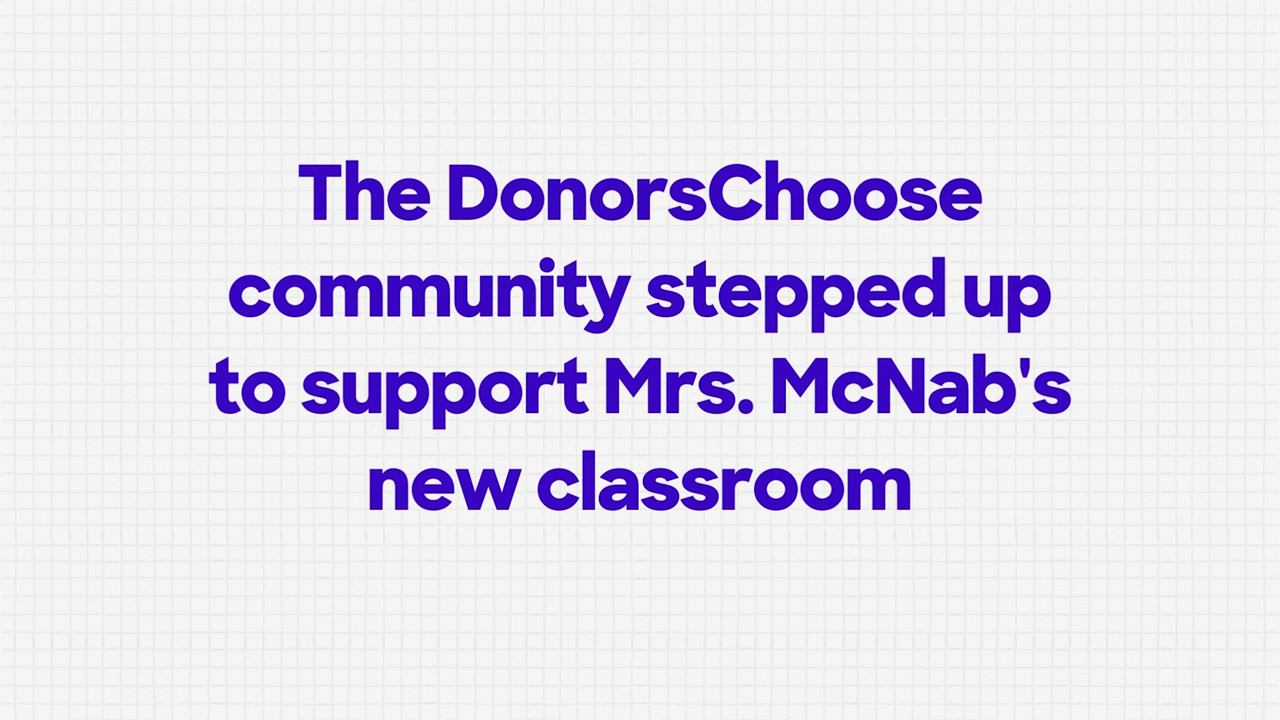 The DonorsChoose
community stepped up
to support Mrs. McNab's
new classroom